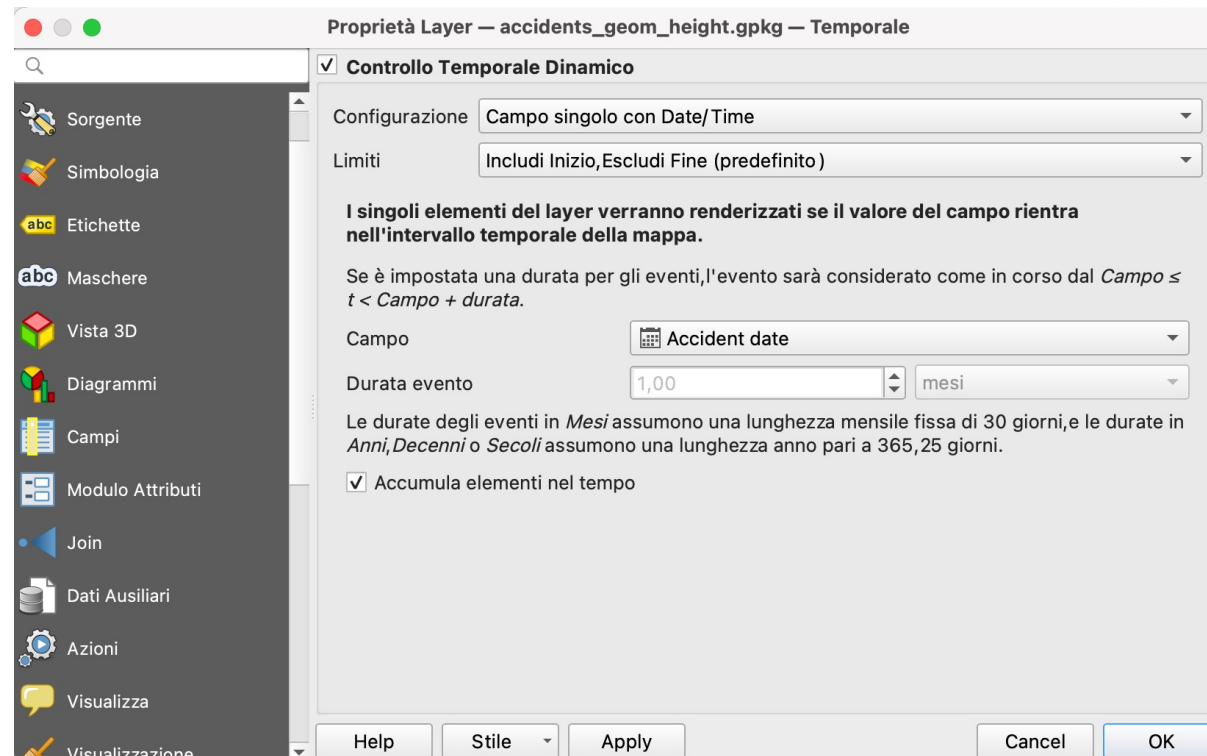 Proprietà Layer — accidents_geom_height.gpkg — Temporale
Sorgente
Simbologia
abc Etichette
abc Maschere
Vista 3D
Diagrammi
Campi
Modulo Attributi
Join
Dati Ausiliari
Azioni
Visualizza
Visualizzazione
Controllo Temporale Dinamico
Configurazione Campo singolo con Date/Time
Limiti Includi Inizio,Escludi Fine (predefinito)
I singoli elementi del layer verranno renderizzati se il valore del campo rientra
nell'intervallo temporale della mappa.
Se è impostata una durata per gli eventi,l'evento sarà considerato come in corso dal Campo ≤
t < Campo + durata.
Campo Accident date
Durata evento 1,00 mesi
Le durate degli eventi in Mesi assumono una lunghezza mensile fissa di 30 giorni,e le durate in
Anni,Decenni o Secoli assumono una lunghezza anno pari a 365,25 giorni.
Accumula elementi nel tempo
Help Stile Apply Cancel OK